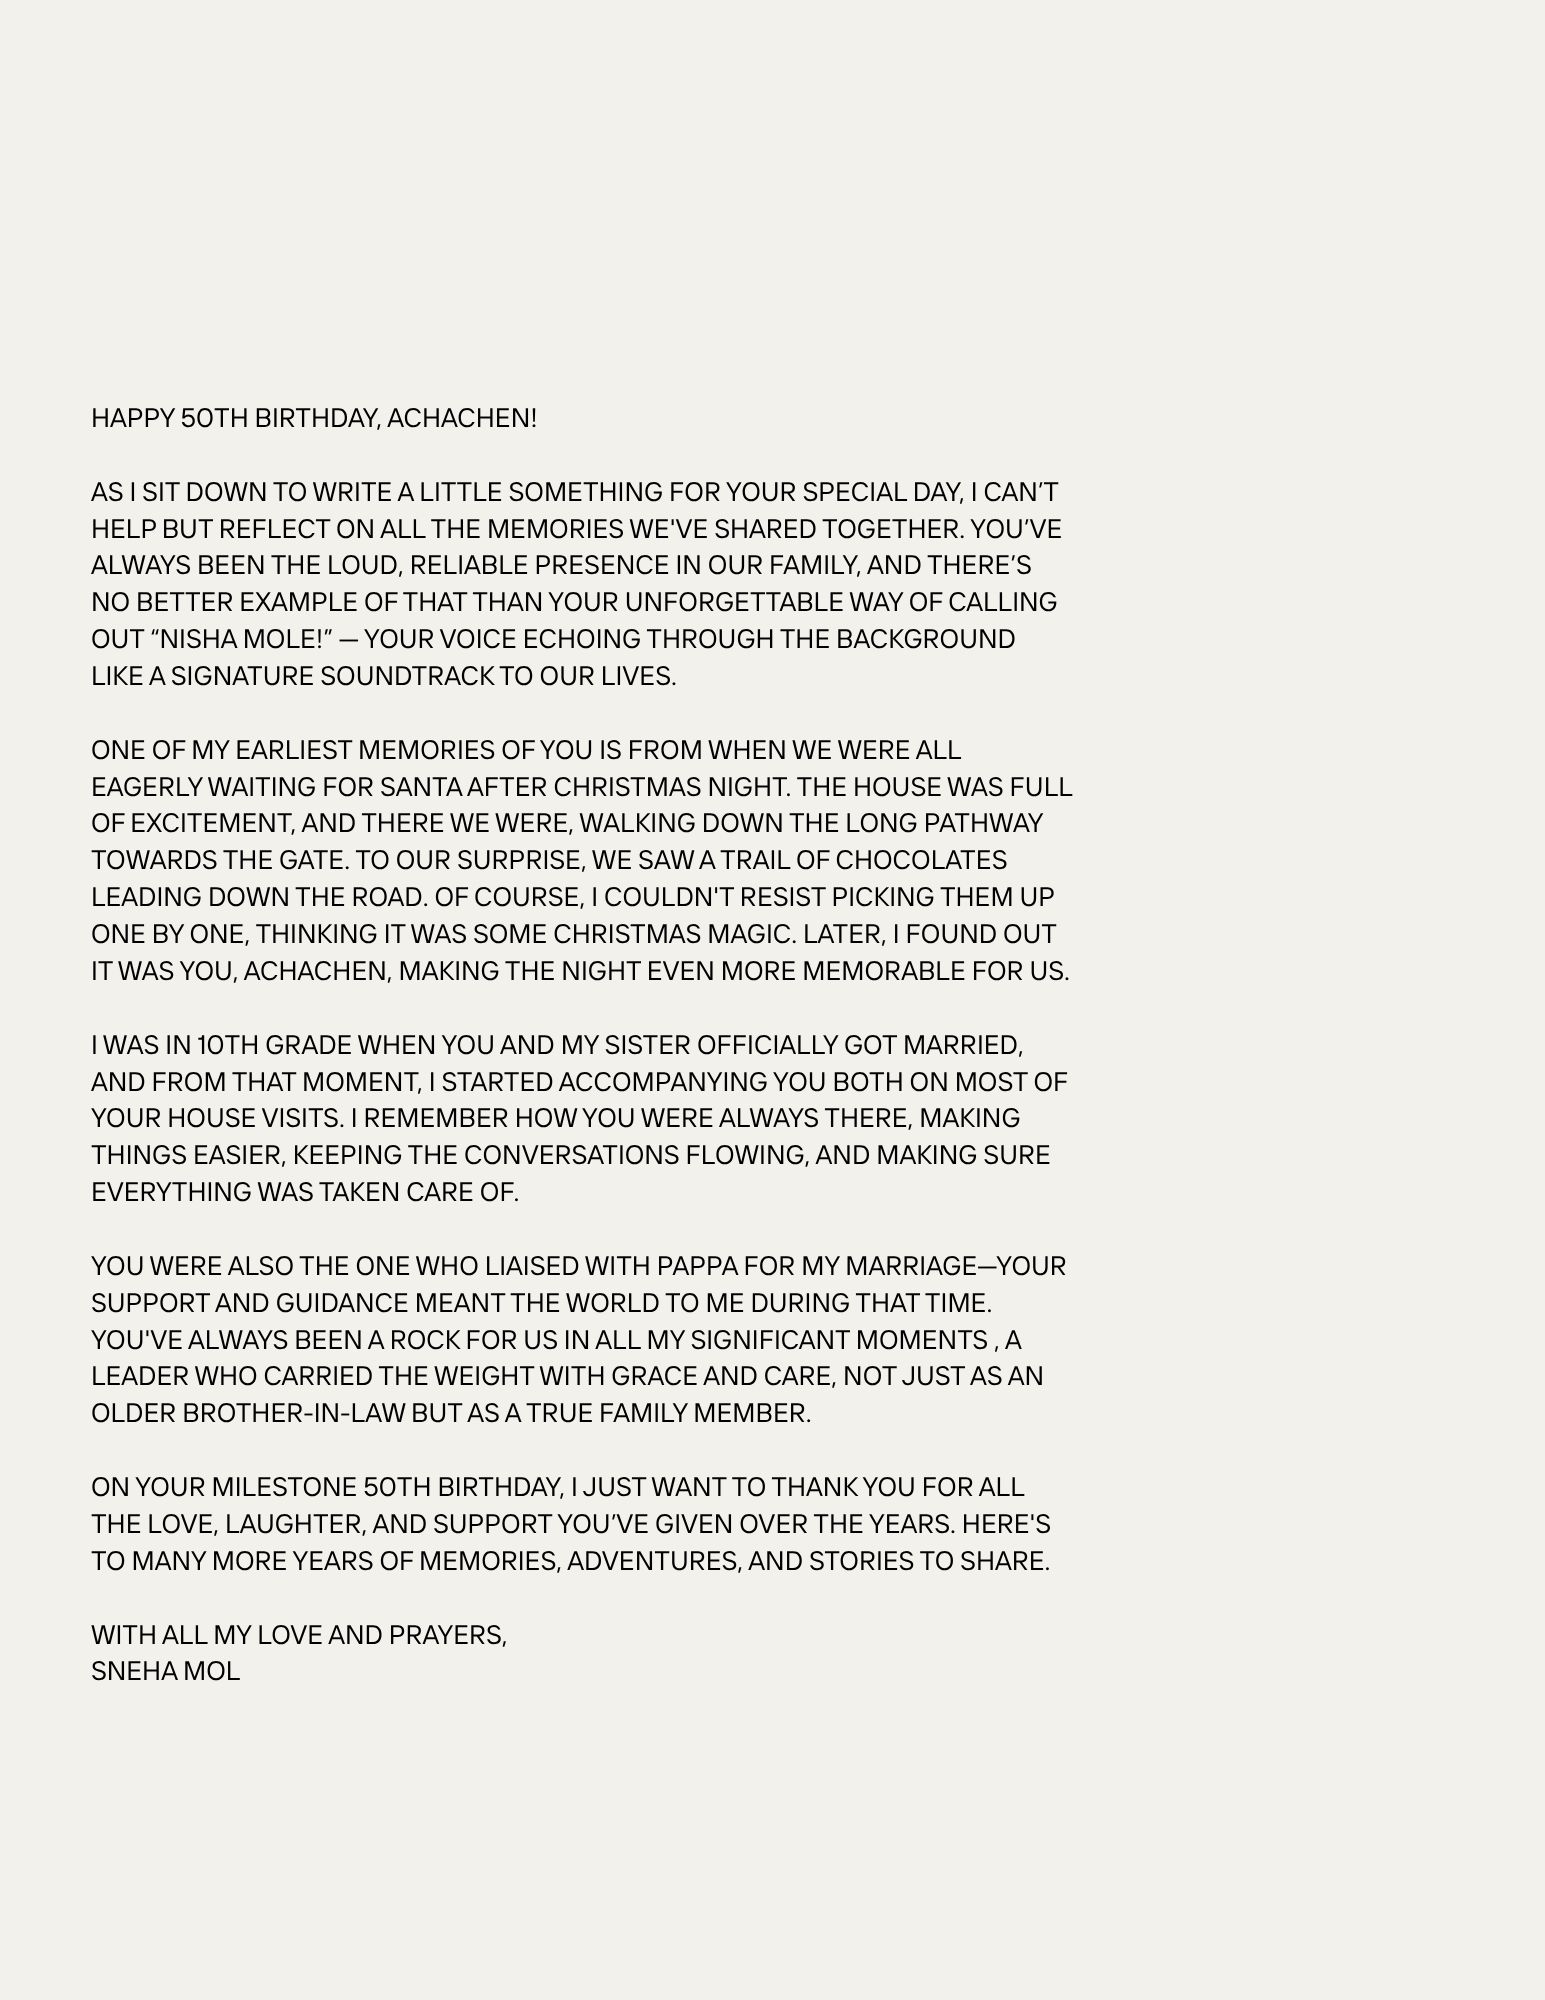 HAPPY 50TH BIRTHDAY, ACHACHEN!
AS I SIT DOWN TO WRITE A LITTLE SOMETHING FOR YOUR SPECIAL DAY, I CAN’T
HELP BUT REFLECT ON ALL THE MEMORIES WE'VE SHARED TOGETHER. YOU’VE
ALWAYS BEEN THE LOUD, RELIABLE PRESENCE IN OUR FAMILY, AND THERE’S
NO BETTER EXAMPLE OF THAT THAN YOUR UNFORGETTABLE WAY OF CALLING
OUT “NISHA MOLE!” — YOUR VOICE ECHOING THROUGH THE BACKGROUND
LIKE A SIGNATURE SOUNDTRACK TO OUR LIVES.
ONE OF MY EARLIEST MEMORIES OF YOU IS FROM WHEN WE WERE ALL
EAGERLY WAITING FOR SANTA AFTER CHRISTMAS NIGHT. THE HOUSE WAS FULL
OF EXCITEMENT, AND THERE WE WERE, WALKING DOWN THE LONG PATHWAY
TOWARDS THE GATE. TO OUR SURPRISE, WE SAW A TRAIL OF CHOCOLATES
LEADING DOWN THE ROAD. OF COURSE, I COULDN'T RESIST PICKING THEM UP
ONE BY ONE, THINKING IT WAS SOME CHRISTMAS MAGIC. LATER, I FOUND OUT
IT WAS YOU, ACHACHEN, MAKING THE NIGHT EVEN MORE MEMORABLE FOR US.
I WAS IN 10TH GRADE WHEN YOU AND MY SISTER OFFICIALLY GOT MARRIED,
AND FROM THAT MOMENT, I STARTED ACCOMPANYING YOU BOTH ON MOST OF
YOUR HOUSE VISITS. I REMEMBER HOW YOU WERE ALWAYS THERE, MAKING
THINGS EASIER, KEEPING THE CONVERSATIONS FLOWING, AND MAKING SURE
EVERYTHING WAS TAKEN CARE OF.
YOU WERE ALSO THE ONE WHO LIAISED WITH PAPPA FOR MY MARRIAGE—YOUR
SUPPORT AND GUIDANCE MEANT THE WORLD TO ME DURING THAT TIME.
YOU'VE ALWAYS BEEN A ROCK FOR US IN ALL MY SIGNIFICANT MOMENTS , A
LEADER WHO CARRIED THE WEIGHT WITH GRACE AND CARE, NOT JUST AS AN
OLDER BROTHER-IN-LAW BUT AS A TRUE FAMILY MEMBER.
ON YOUR MILESTONE 50TH BIRTHDAY, I JUST WANT TO THANK YOU FOR ALL
THE LOVE, LAUGHTER, AND SUPPORT YOU’VE GIVEN OVER THE YEARS. HERE'S
TO MANY MORE YEARS OF MEMORIES, ADVENTURES, AND STORIES TO SHARE.
WITH ALL MY LOVE AND PRAYERS,
SNEHA MOL